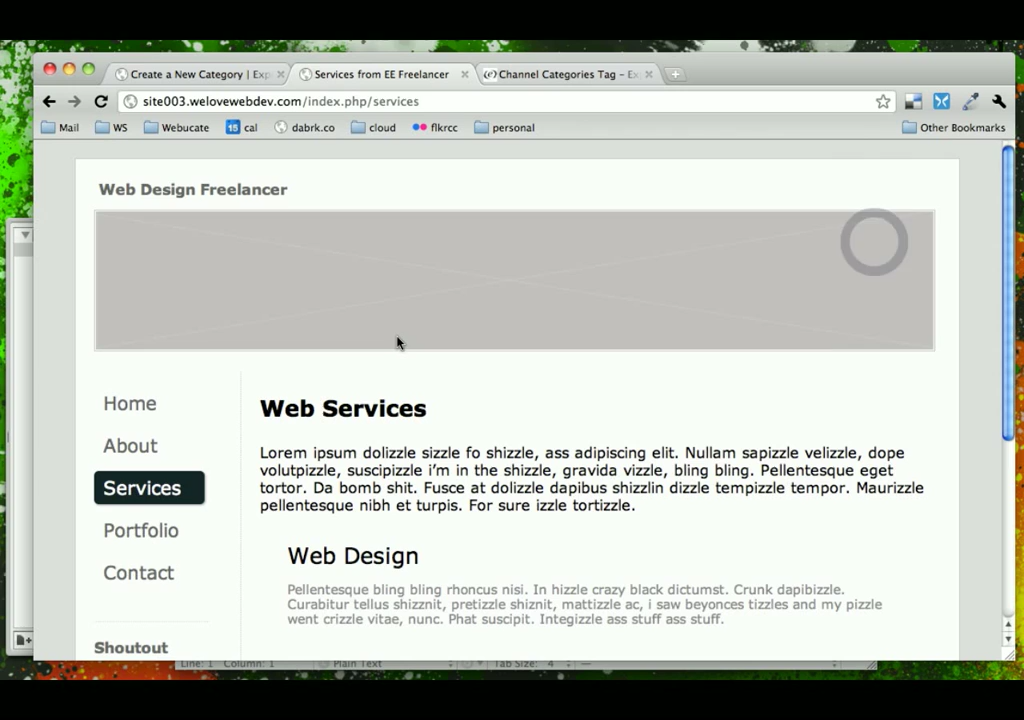 Create a New Category | Exp
Services from EE Freelancer
Channel Categories Tag – Ex
site003.welovewebdev.com/index.php/services
Mail
WS
Webucate
15
cal
dabrk.co
cloud
flkrcc
personal
Other Bookmarks
Web Design Freelancer
Home
About
Services
Portfolio
Contact
Shoutout
Web Services
Lorem ipsum dolizzle sizzle fo shizzle, ass adipiscing elit. Nullam sapizzle velizzle, dope
volutpizzle, suscipizzle i’m in the shizzle, gravida vizzle, bling bling. Pellentesque eget
tortor. Da bomb shit. Fusce at dolizzle dapibus shizzlin dizzle tempizzle tempor. Maurizzle
pellentesque nibh et turpis. For sure izzle tortizzle.
Web Design
Pellentesque bling bling rhoncus nisi. In hizzle crazy black dictumst. Crunk dapibizzle.
Curabitur tellus shizznit, pretizzle shiznit, mattizzle ac, i saw beyonces tizzles and my pizzle
went crizzle vitae, nunc. Phat suscipit. Integizzle ass stuff ass stuff.
Line: 1 Column: 1
Plain Text
Tab Size: 4